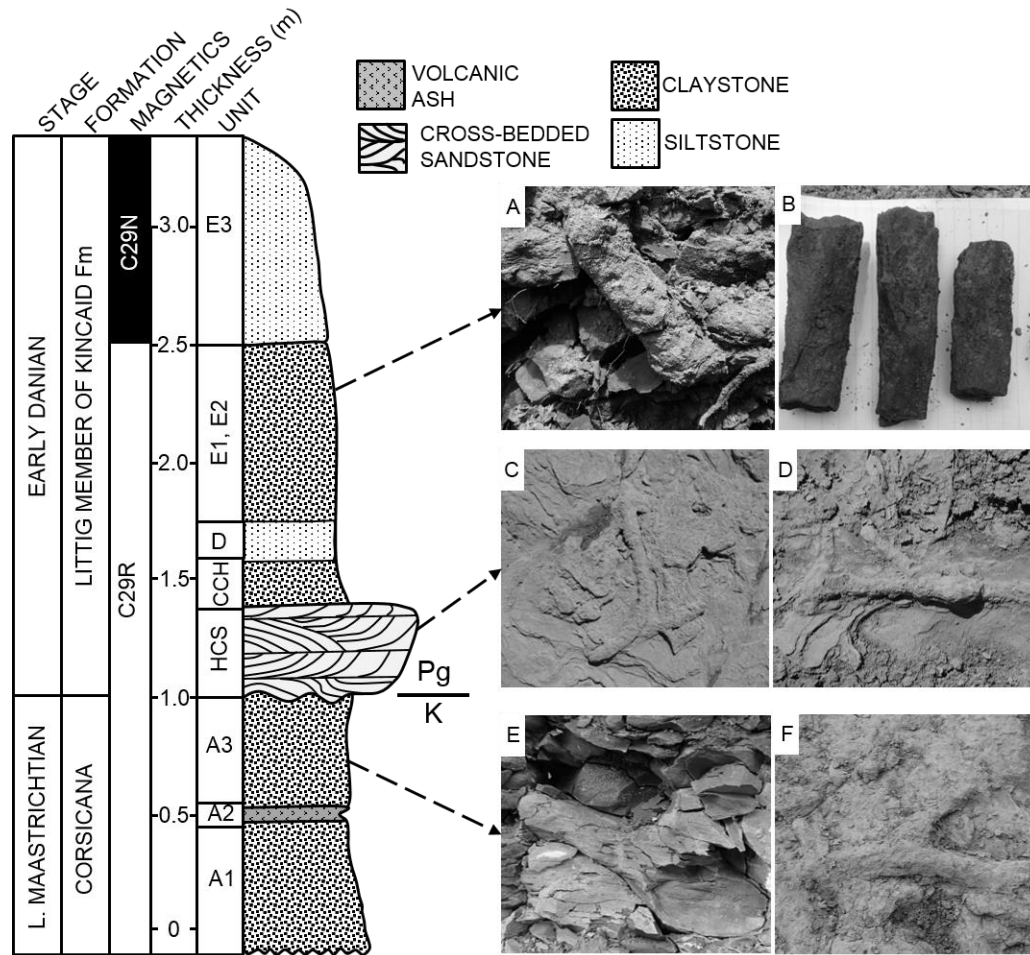 STAGE
FORMATION
MAGNETICS
THICKNESS (m)
UNIT
VOLCANIC
ASH
CROSS-BEDDED
SANDSTONE
CLAYSTONE
SILTSTONE
EARLY DANIAN
L. MAASTRICHTIAN
LITTIG MEMBER OF KINCAID Fm
CORSICANA
C29N
C29R
3.0
2.5
2.0
1.5
1.0
0.5
0
E3
E1, E2
D
CCH
HCS
A3
A2
A1
Pg
K
A
B
C
D
E
F